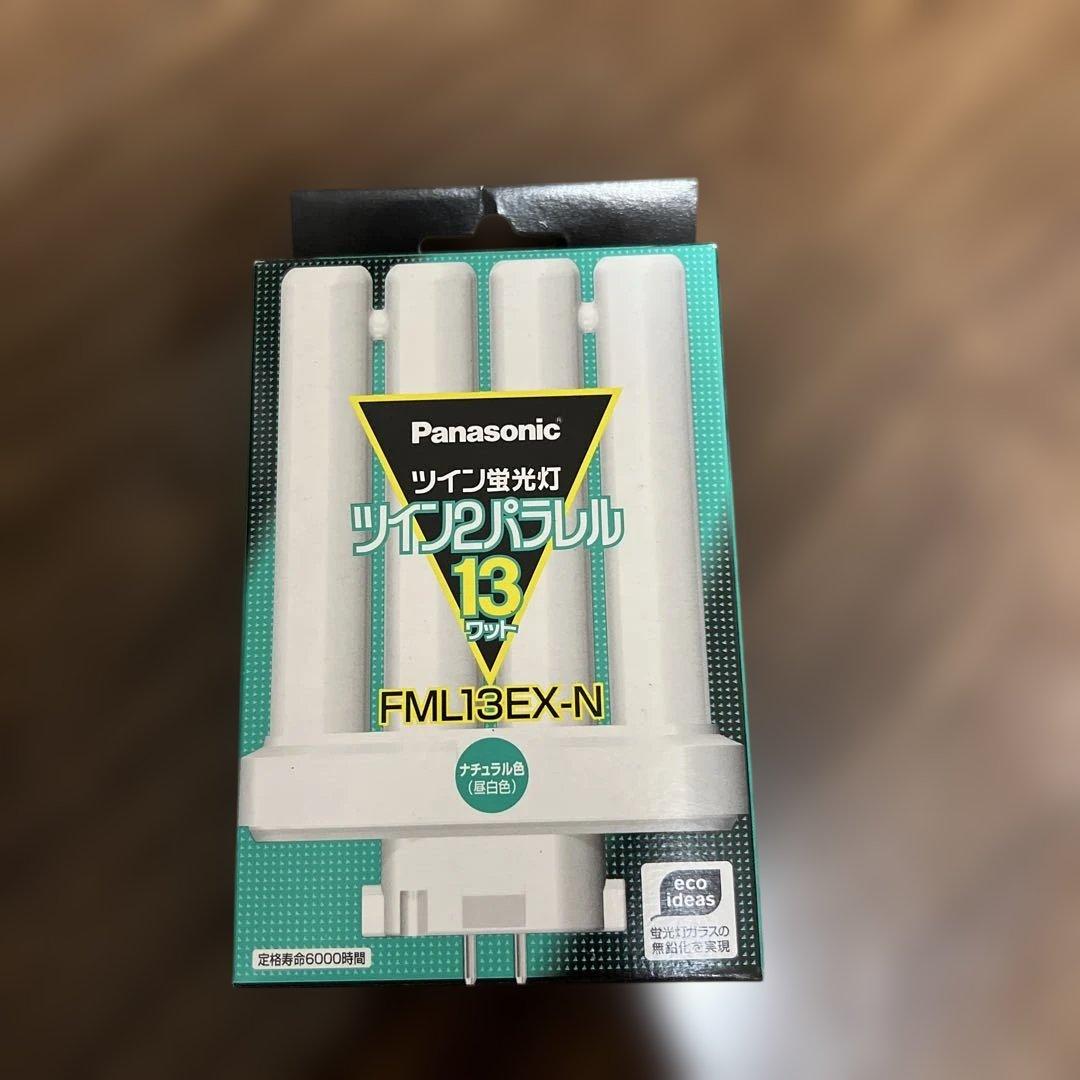 Panasonic
ツイン蛍光灯
ツイン2パラレル
13
ワット
FML13EX-N
ナチュラル色
(昼白色)
eco
ideas
蛍光灯ガラスの
無鉛化を実現
定格寿命6000時間